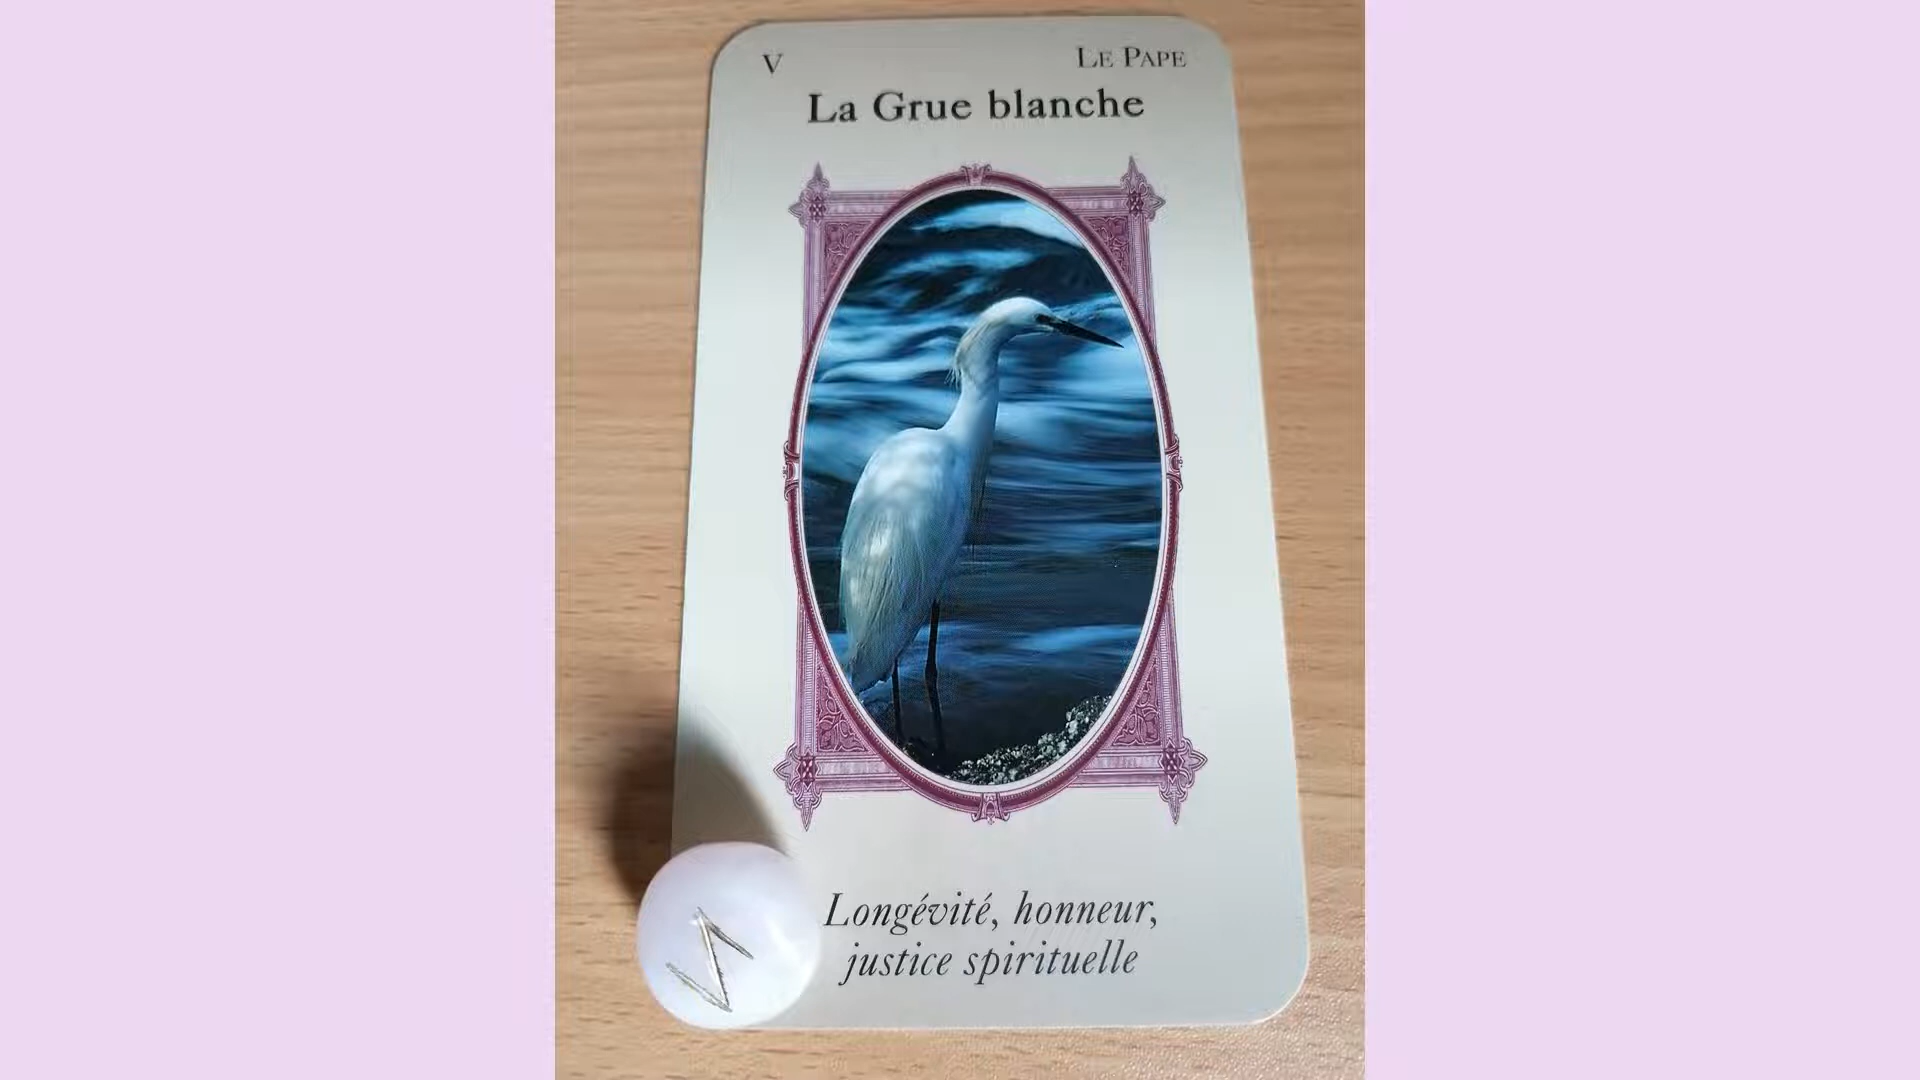 V
LE PAPE
La Grue blanche
Longévité, honneur,
justice spirituelle